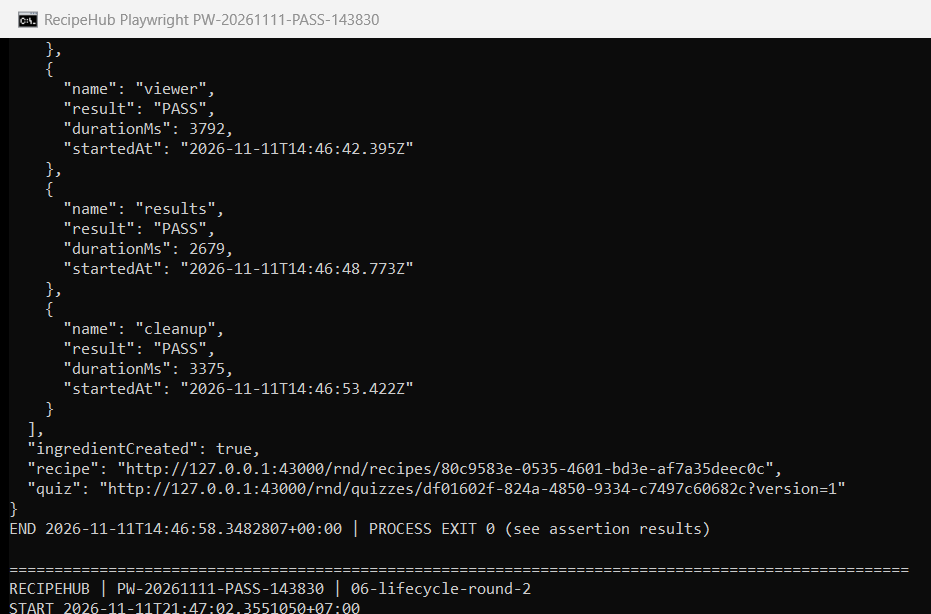 RecipeHub Playwright PW-20261111-PASS-143830
    },
    {
      "name": "viewer",
      "result": "PASS",
      "durationMs": 3792,
      "startedAt": "2026-11-11T14:46:42.395Z"
    },
    {
      "name": "results",
      "result": "PASS",
      "durationMs": 2679,
      "startedAt": "2026-11-11T14:46:48.773Z"
    },
    {
      "name": "cleanup",
      "result": "PASS",
      "durationMs": 3375,
      "startedAt": "2026-11-11T14:46:53.422Z"
    }
  ],
  "ingredientCreated": true,
  "recipe": "http://127.0.0.1:43000/rnd/recipes/80c9583e-0535-4601-bd3e-af7a35deec0c",
  "quiz": "http://127.0.0.1:43000/rnd/quizzes/df01602f-824a-4850-9334-c7497c60682c?version=1"
}
END 2026-11-11T14:46:58.3482807+00:00 | PROCESS EXIT 0 (see assertion results)
====================================================================================================
RECIPEHUB | PW-20261111-PASS-143830 | 06-lifecycle-round-2
START 2026-11-11T21:47:02.3551050+07:00